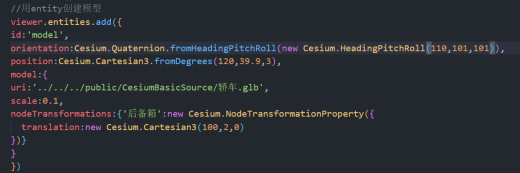 //用entity创建模型
viewer.entities.add({
id:'model',
orientation:Cesium.Quaternion.fromHeadingPitchRoll(new Cesium.HeadingPitchRoll(110,101,101)),
position:Cesium.Cartesian3.fromDegrees(120,39.9,3),
model:{
uri:'../../../public/CesiumBasicSource/轿车.glb',
scale:0.1,
nodeTransformations:{'后备箱':new Cesium.NodeTransformationProperty({
translation:new Cesium.Cartesian3(100,2,0)
})}
}
})